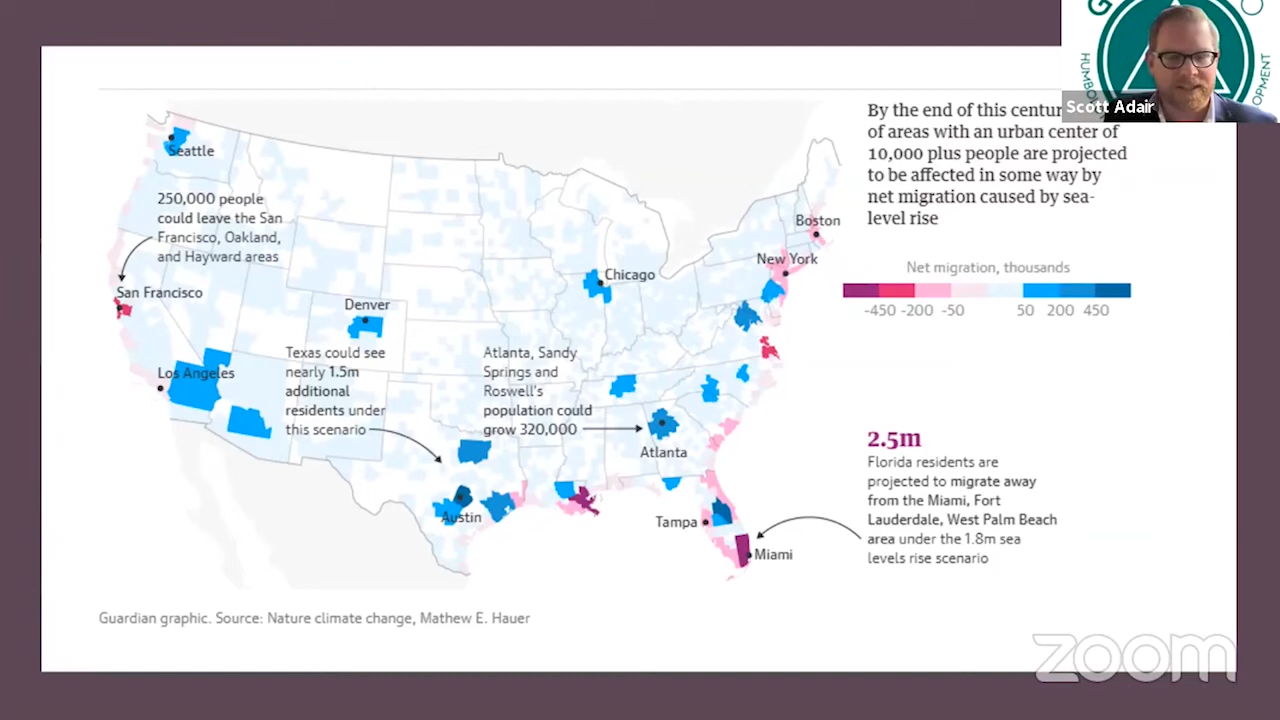 By the end of this centur
of areas with an urban center of
10,000 plus people are projected
to be affected in some way by
net migration caused by sea-
level rise
Net migration, thousands
-450 -200 -50 50 200 450
Seattle
250,000 people
could leave the San
Francisco, Oakland,
and Hayward areas
San Francisco
Los Angeles
Denver
Texas could see
nearly 1.5m
additional
residents under
this scenario
Austin
Chicago
Atlanta, Sandy
Springs and
Roswell's
population could
grow 320,000
Atlanta
Boston
New York
Tampa
Miami
2.5m
Florida residents are
projected to migrate away
from the Miami, Fort
Lauderdale, West Palm Beach
area under the 1.8m sea
levels rise scenario
Guardian graphic. Source: Nature climate change, Mathew E. Hauer
Scott Adair
HUMBO
OPMENT
G
zoom